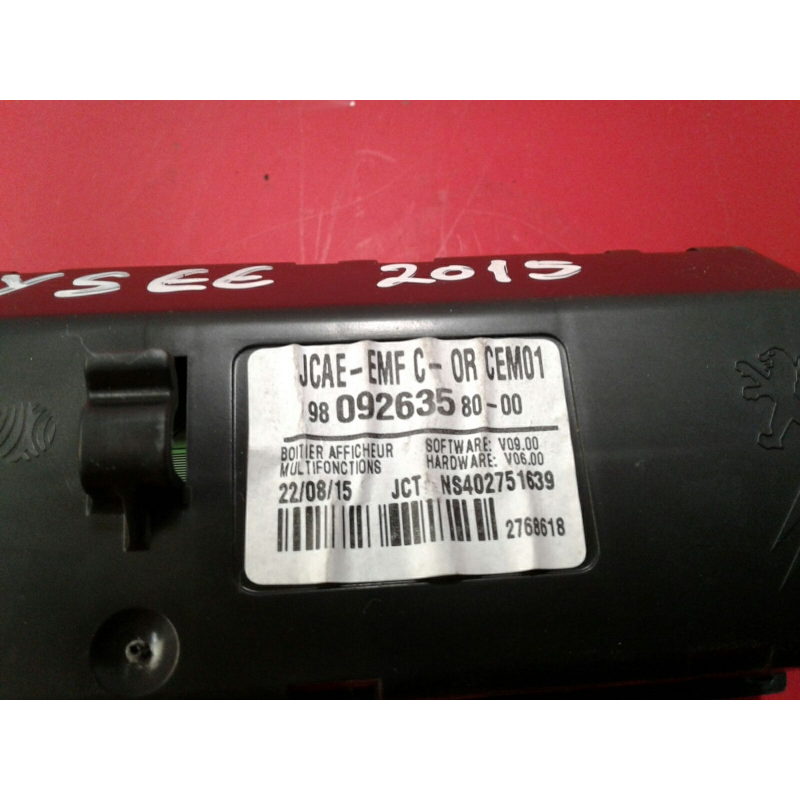 YSEE 2015
JCAE-EMF C- OR CEM01
98 092635 80-00
BOITIER AFFICHEUR SOFTWARE: V09.00
MULTIFONCTIONS HARDWARE: V06.00
22/08/15 JCT NS402751639
2768618